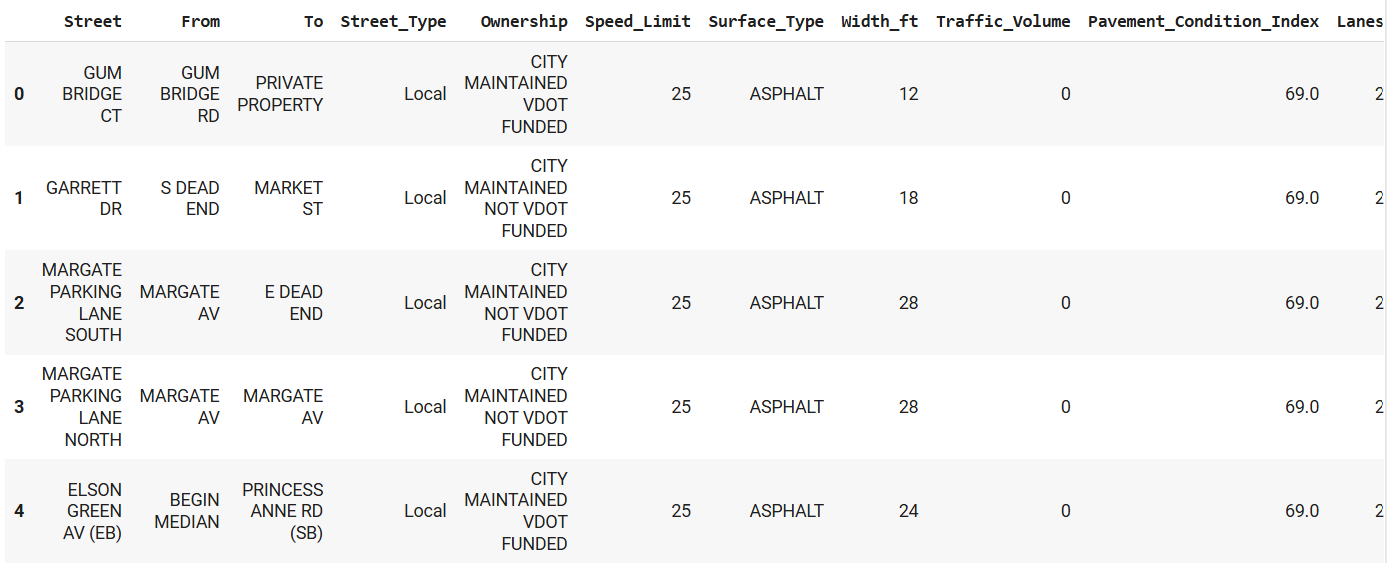 Street From To Street_Type Ownership Speed_Limit Surface_Type Width_ft Traffic_Volume Pavement_Condition_Index Lanes
0 GUM BRIDGE CT GUM BRIDGE RD PRIVATE PROPERTY Local CITY MAINTAINED VDOT FUNDED 25 ASPHALT 12 0 69.0 2
1 GARRETT DR S DEAD END MARKET ST Local CITY MAINTAINED NOT VDOT FUNDED 25 ASPHALT 18 0 69.0 2
2 MARGATE PARKING LANE SOUTH MARGATE AV E DEAD END Local CITY MAINTAINED NOT VDOT FUNDED 25 ASPHALT 28 0 69.0 2
3 MARGATE PARKING LANE NORTH MARGATE AV MARGATE AV Local CITY MAINTAINED NOT VDOT FUNDED 25 ASPHALT 28 0 69.0 2
4 ELSON GREEN AV (EB) BEGIN MEDIAN PRINCESS ANNE RD (SB) Local CITY MAINTAINED VDOT FUNDED 25 ASPHALT 24 0 69.0 2